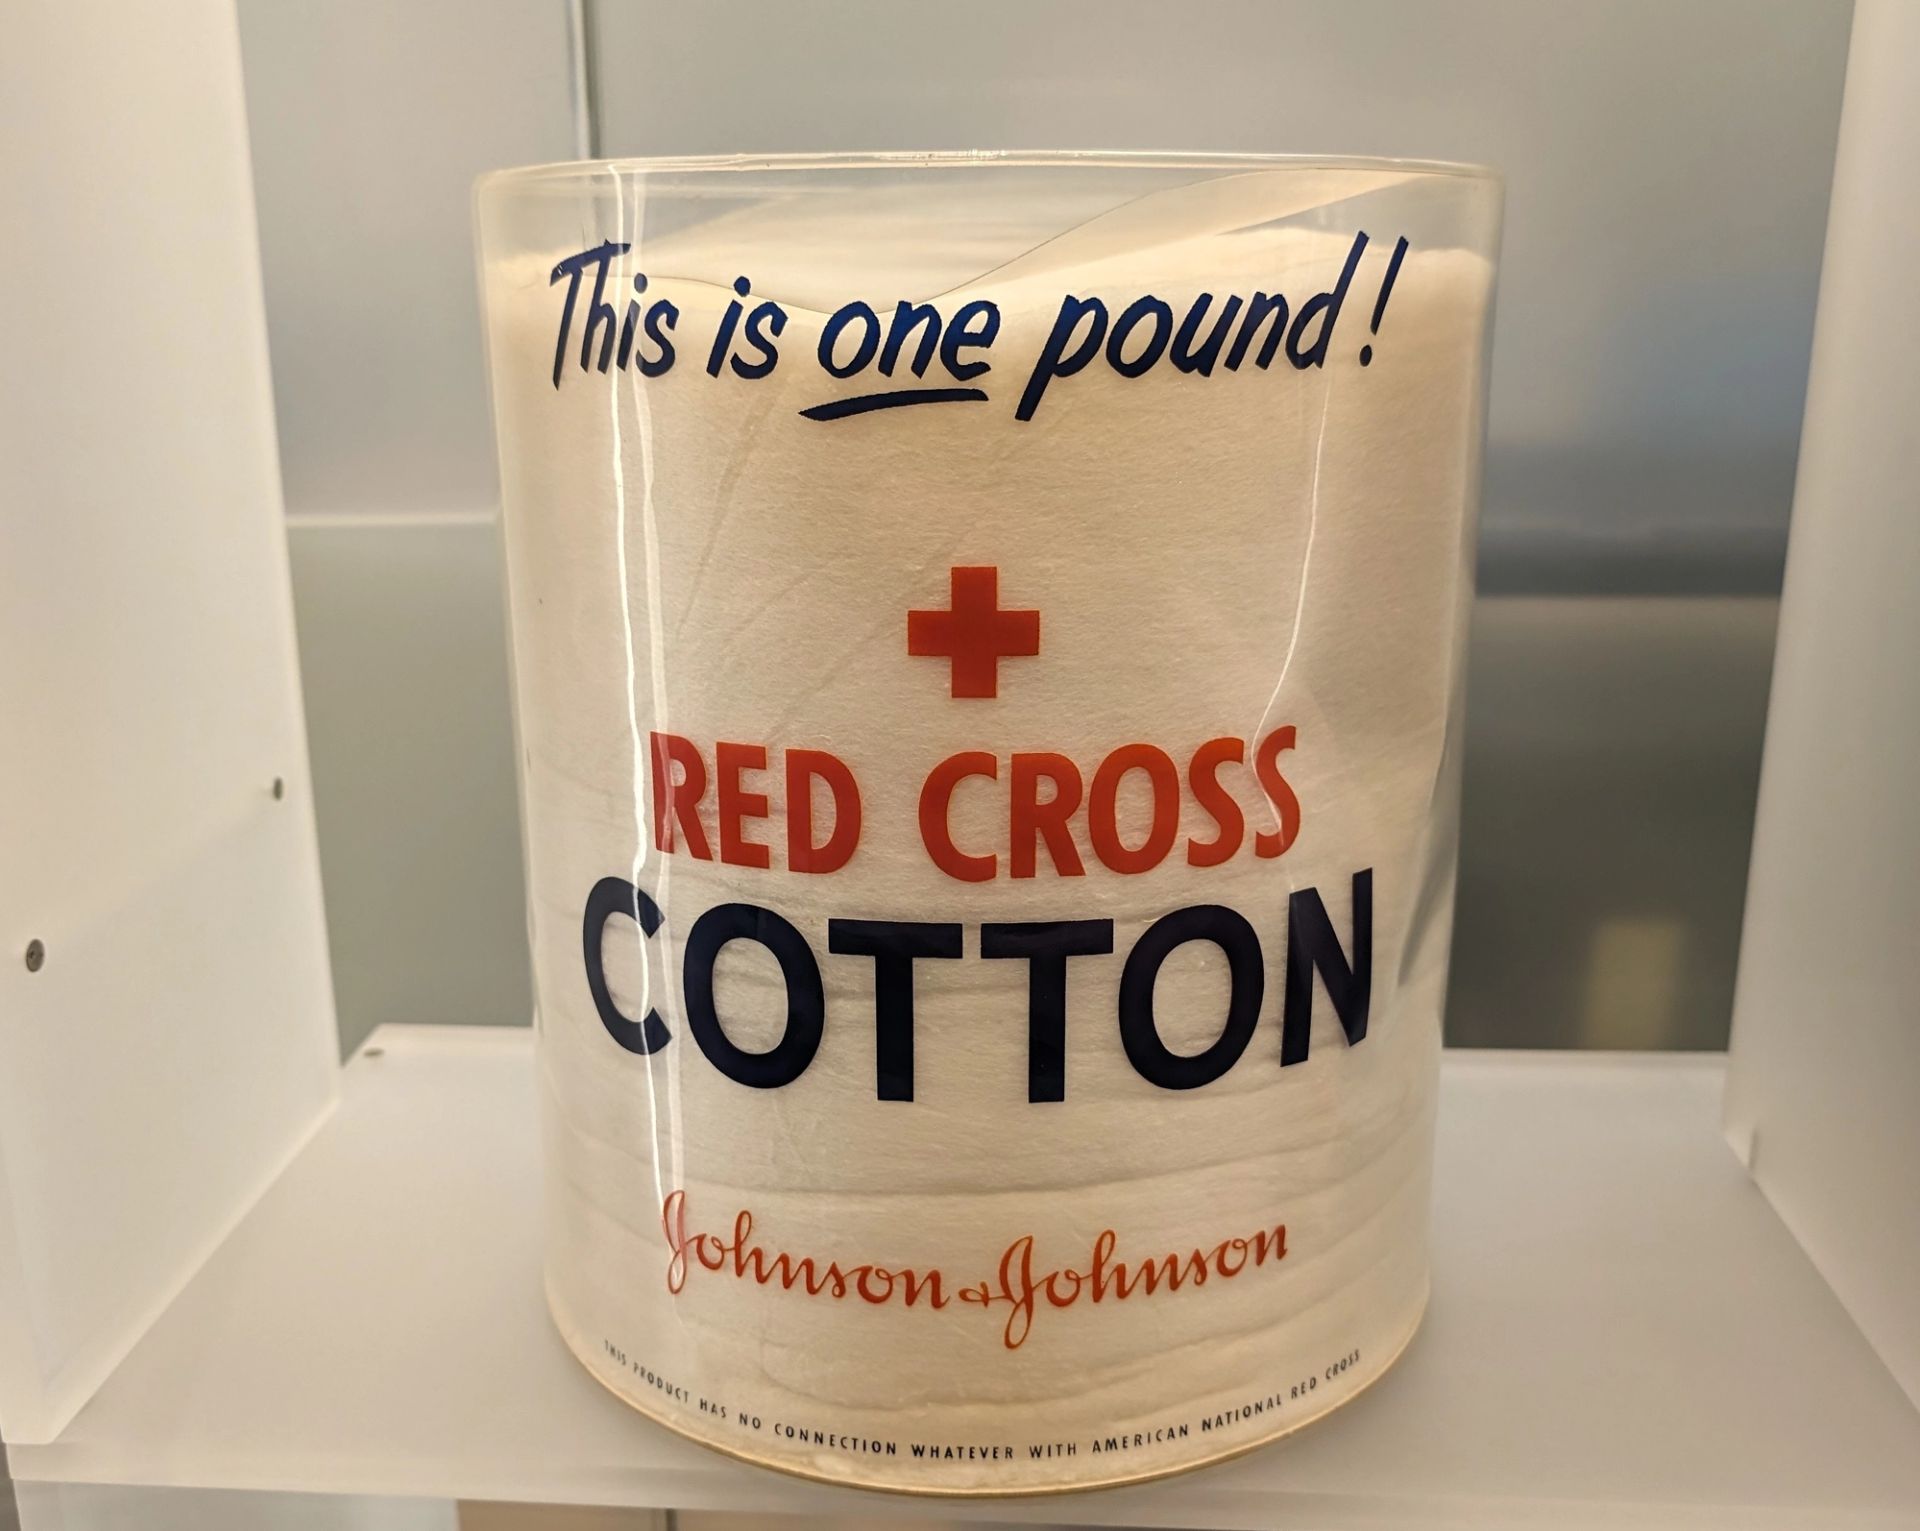 This is one pound!
RED CROSS
COTTON
Johnson & Johnson
THIS PRODUCT HAS NO CONNECTION WHATEVER WITH AMERICAN NATIONAL RED CROSS